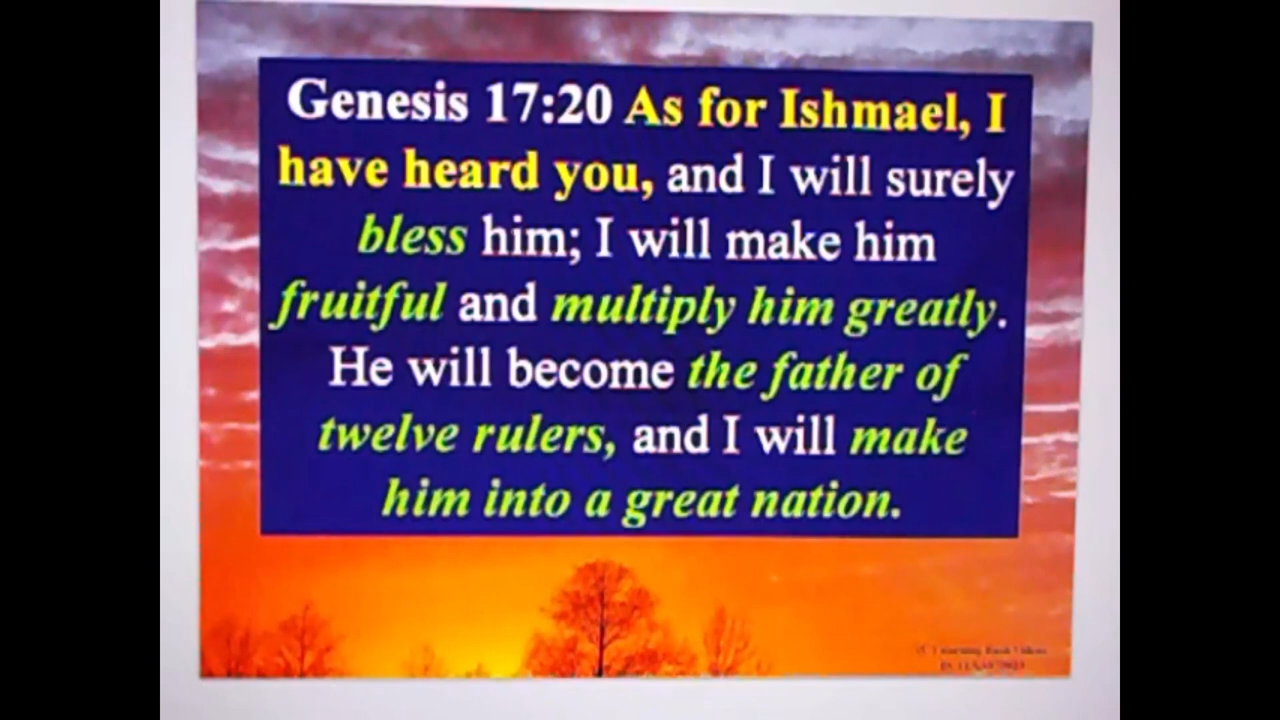 Genesis 17:20 As for Ishmael, I
have heard you, and I will surely
bless him; I will make him
fruitful and multiply him greatly.
He will become the father of
twelve rulers, and I will make
him into a great nation.